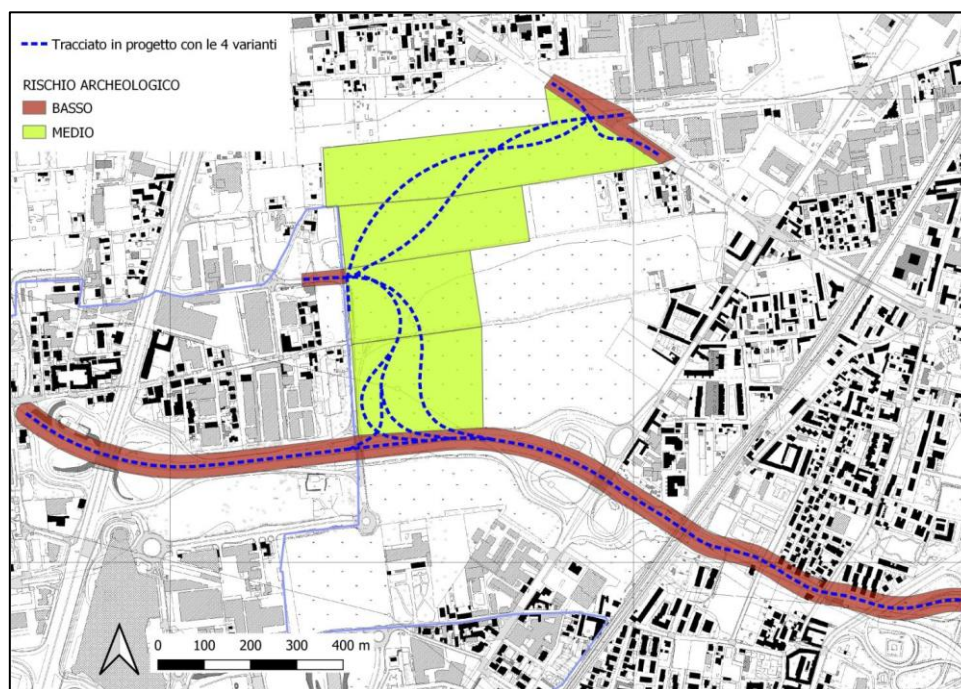 Tracciato in progetto con le 4 varianti
RISCHIO ARCHEOLOGICO
BASSO
MEDIO
0 100 200 300 400 m